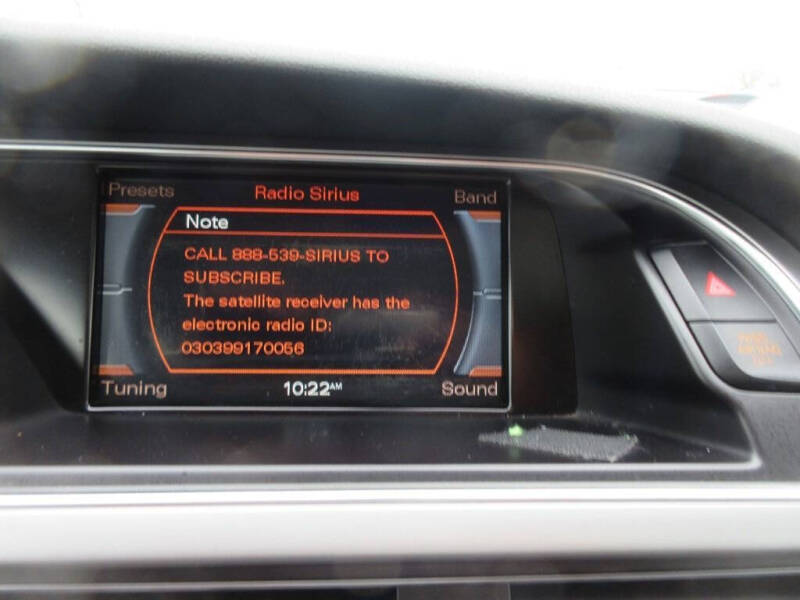 Presets
Radio Sirius
Band
Note
CALL 888-539-SIRIUS TO
SUBSCRIBE.
The satellite receiver has the
electronic radio ID:
030399170056
Tuning
10:22AM
Sound